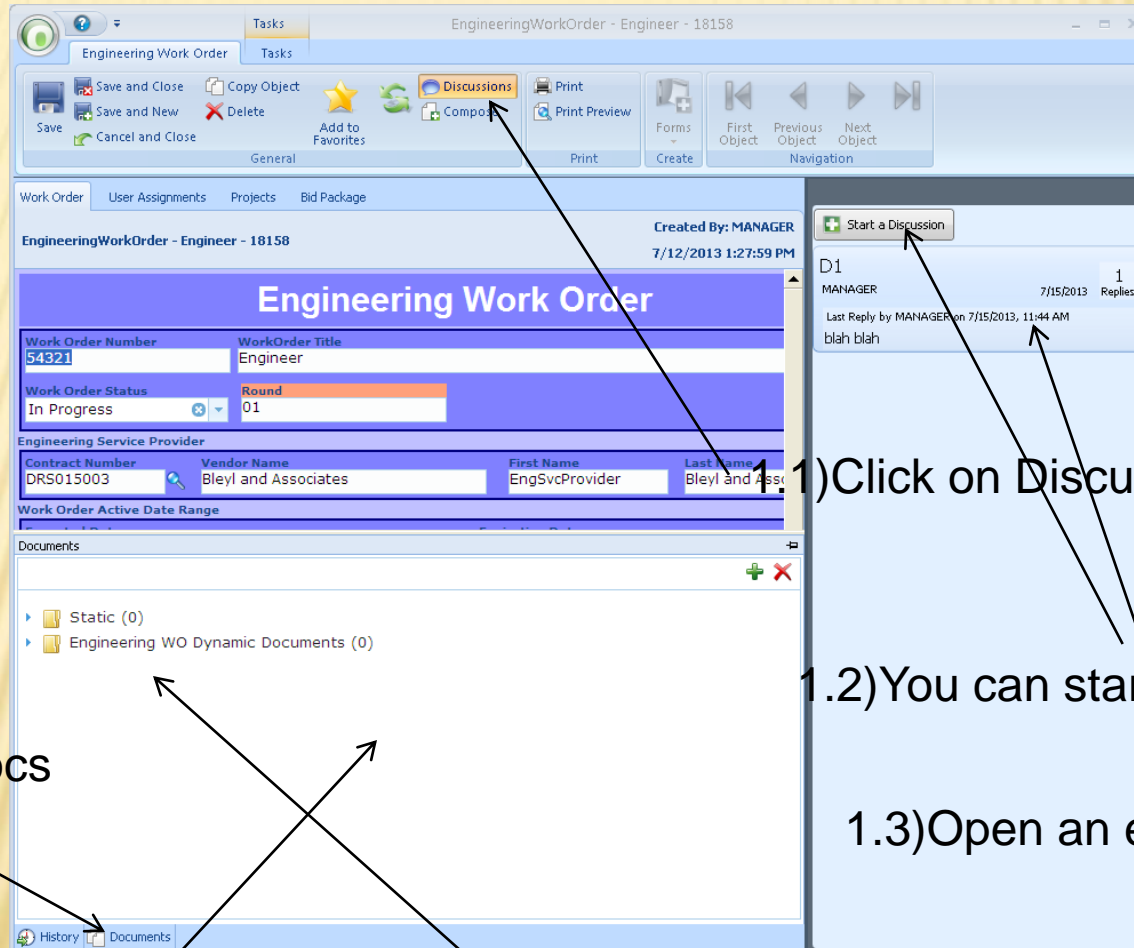 Tasks
EngineeringWorkOrder - Engineer - 18158
Engineering Work Order
Tasks
Save
Save and Close
Save and New
Cancel and Close
Copy Object
Delete
Add to
Favorites
Discussions
Compose
General
Print
Print Preview
Print
Forms
Create
First
Object
Previous
Object
Next
Object
Navigation
Work Order
User Assignments
Projects
Bid Package
EngineeringWorkOrder - Engineer - 18158
Created By: MANAGER
7/12/2013 1:27:59 PM
Engineering Work Order
Work Order Number
WorkOrder Title
54321
Engineer
Work Order Status
Round
In Progress
01
Engineering Service Provider
Contract Number
Vendor Name
First Name
Last Name
DRS015003
Bleyl and Associates
EngSvcProvider
Bleyl and
Work Order Active Date Range
Documents
Static (0)
Engineering WO Dynamic Documents (0)
History
Documents
Start a Discussion
D1
MANAGER
7/15/2013
1
Replies
Last Reply by MANAGER on 7/15/2013, 11:44 AM
blah blah
1.1)Click on Discu
1.2)You can star
1.3)Open an e
ocs